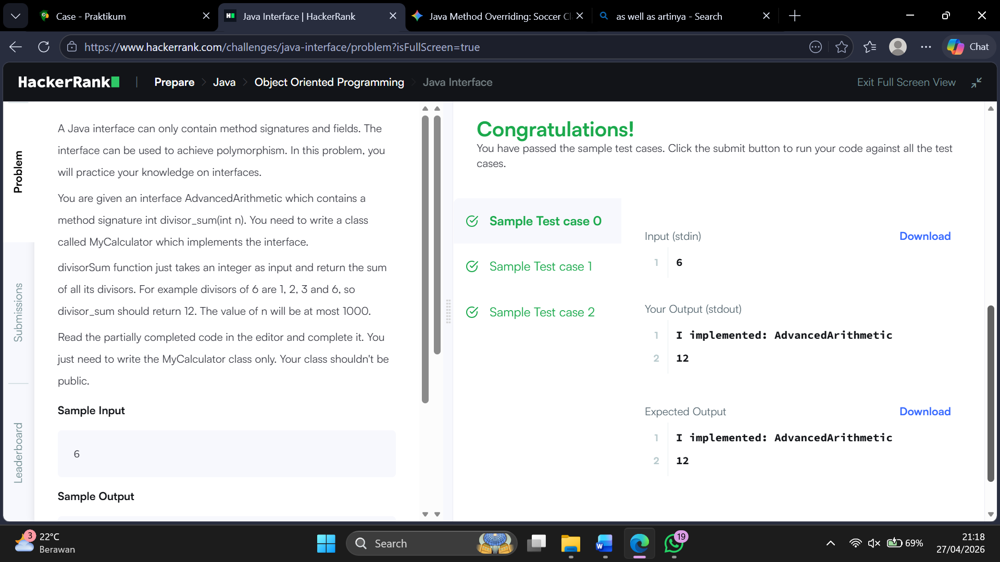 Case - Praktikum
Java Interface | HackerRank
Java Method Overriding: Soccer Cl
as well as artinya - Search
https://www.hackerrank.com/challenges/java-interface/problem?isFullScreen=true
Chat
HackerRank
Prepare
Java
Object Oriented Programming
Java Interface
Exit Full Screen View
Problem
Submissions
Leaderboard
A Java interface can only contain method signatures and fields. The
interface can be used to achieve polymorphism. In this problem, you
will practice your knowledge on interfaces.
You are given an interface AdvancedArithmetic which contains a
method signature int divisor_sum(int n). You need to write a class
called MyCalculator which implements the interface.
divisorSum function just takes an integer as input and return the sum
of all its divisors. For example divisors of 6 are 1, 2, 3 and 6, so
divisor_sum should return 12. The value of n will be at most 1000.
Read the partially completed code in the editor and complete it. You
just need to write the MyCalculator class only. Your class shouldn't be
public.
Sample Input
6
Sample Output
Congratulations!
You have passed the sample test cases. Click the submit button to run your code against all the test
cases.
Sample Test case 0
Sample Test case 1
Sample Test case 2
Input (stdin)
Download
1 6
Your Output (stdout)
1 I implemented: AdvancedArithmetic
2 12
Expected Output
Download
1 I implemented: AdvancedArithmetic
2 12
3
22°C
Berawan
Search
W
19
69%
21:18
27/04/2026